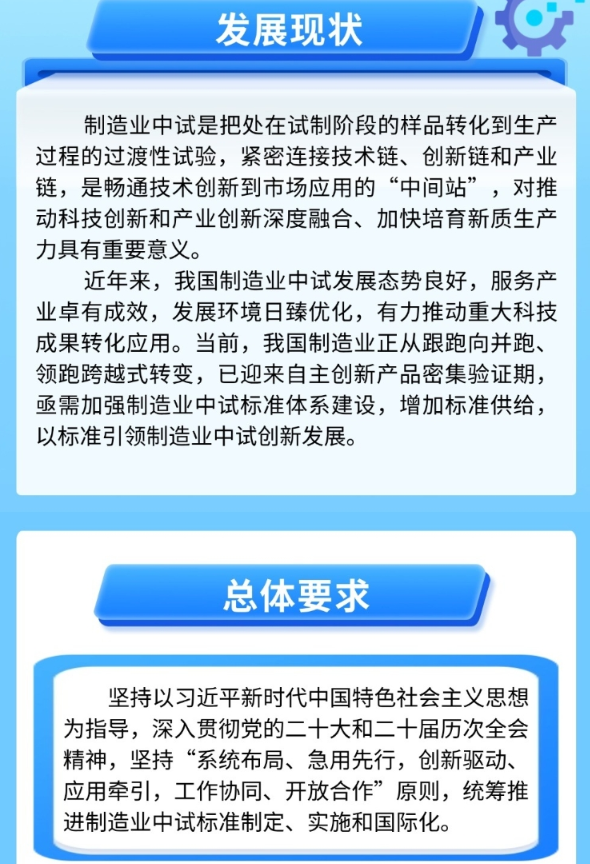 发展现状
制造业中试是把处在试制阶段的样品转化到生产
过程的过渡性试验，紧密连接技术链、创新链和产业
链，是畅通技术创新到市场应用的“中间站”，对推
动科技创新和产业创新深度融合、加快培育新质生产
力具有重要意义。
近年来，我国制造业中试发展态势良好，服务产
业卓有成效，发展环境日臻优化，有力推动重大科技
成果转化应用。当前，我国制造业正从跟跑向并跑、
领跑跨越式转变，已迎来自主创新产品密集验证期，
亟需加强制造业中试标准体系建设，增加标准供给，
以标准引领制造业中试创新发展。
总体要求
坚持以习近平新时代中国特色社会主义思想
为指导，深入贯彻党的二十大和二十届历次全会
精神，坚持“系统布局、急用先行，创新驱动、
应用牵引，工作协同、开放合作”原则，统筹推
进制造业中试标准制定、实施和国际化。